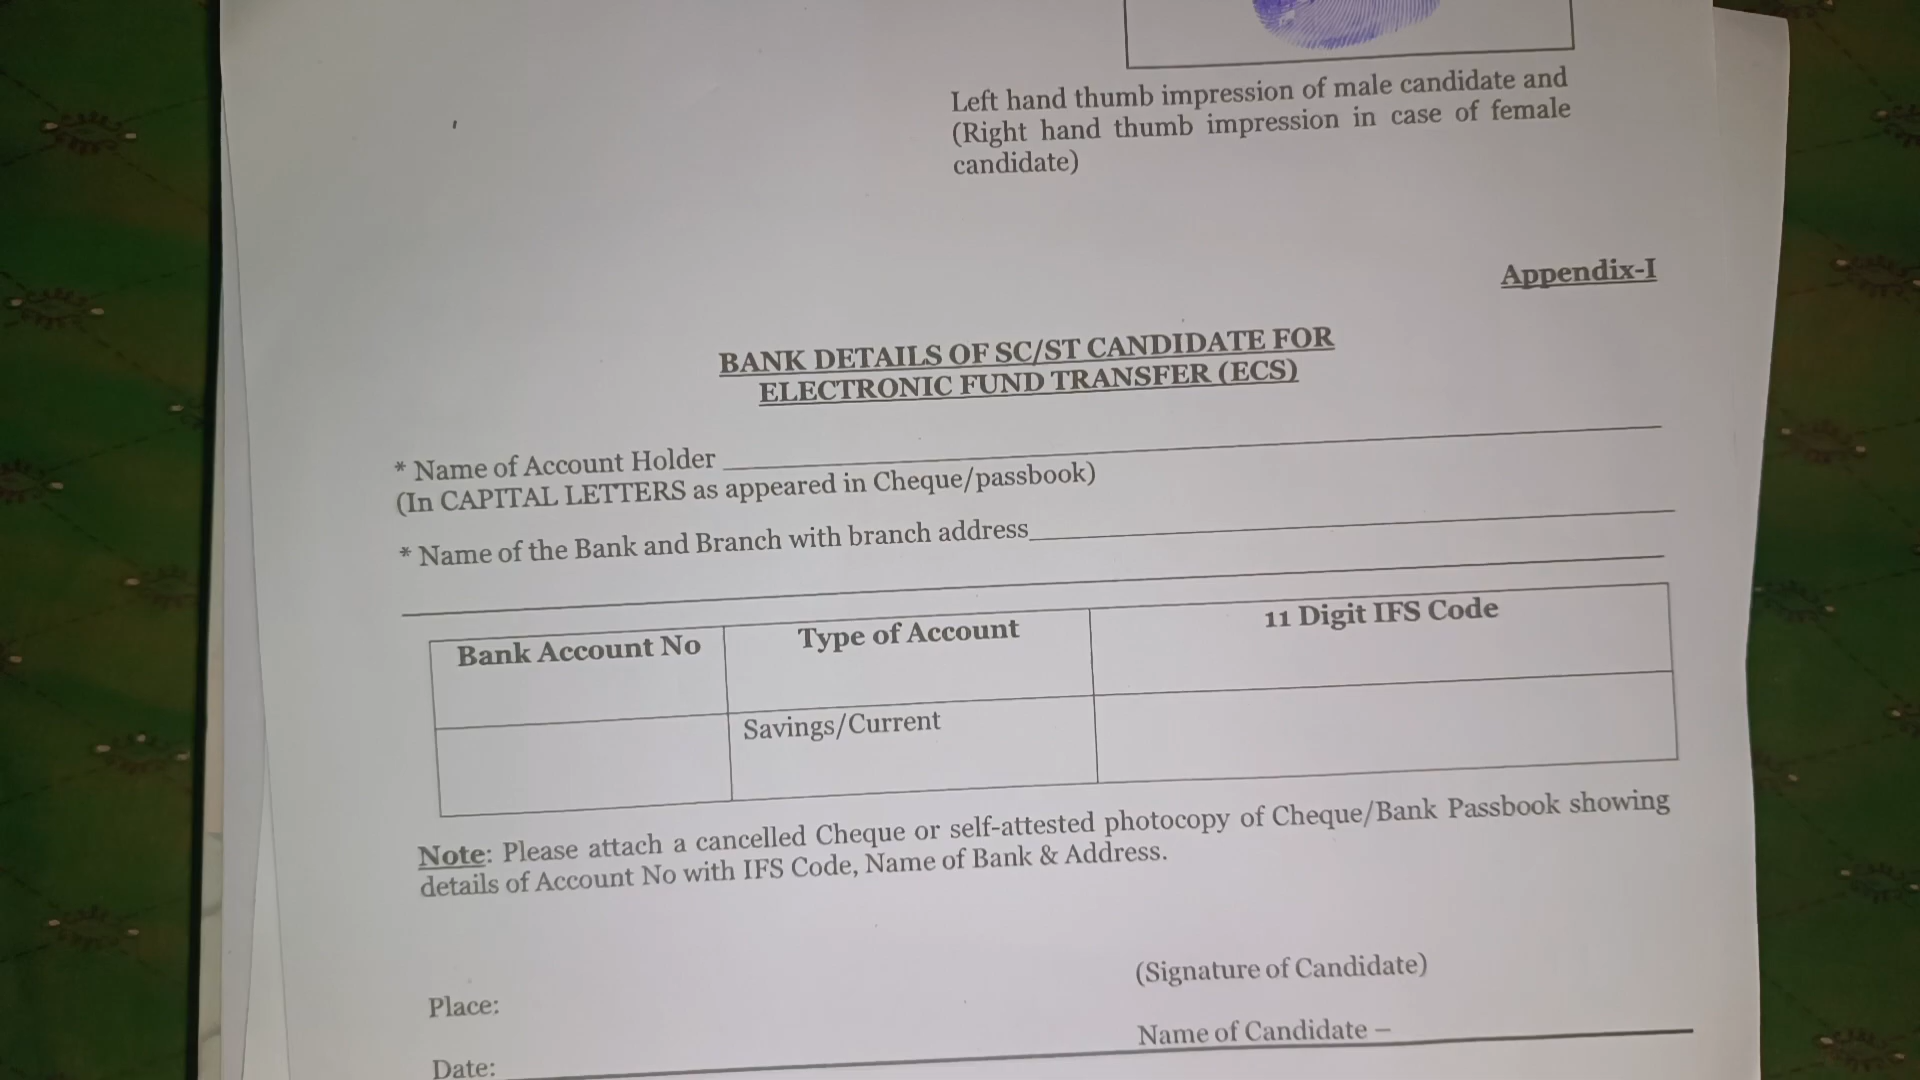 Left hand thumb impression of male candidate and
(Right hand thumb impression in case of female
candidate)
Appendix-I
BANK DETAILS OF SC/ST CANDIDATE FOR
ELECTRONIC FUND TRANSFER (ECS)
* Name of Account Holder
(In CAPITAL LETTERS as appeared in Cheque/passbook)
* Name of the Bank and Branch with branch address
Bank Account No Type of Account 11 Digit IFS Code
Savings/Current
Note: Please attach a cancelled Cheque or self-attested photocopy of Cheque/Bank Passbook showing
details of Account No with IFS Code, Name of Bank & Address.
(Signature of Candidate)
Place:
Name of Candidate –
Date: